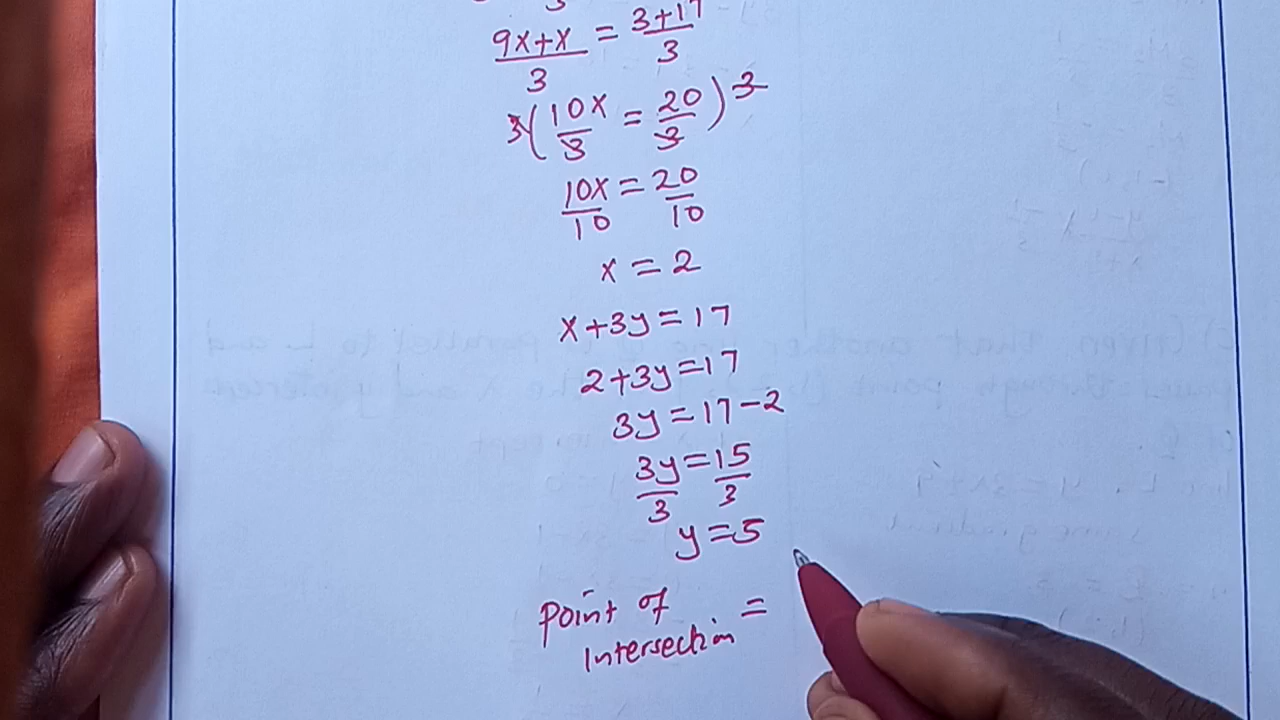 3
9x+x/3 = 3+17/3
3(10x/3 = 20/3)3
10x/10 = 20/10
x = 2
x+3y=17
2+3y=17
3y=17-2
3y/3=15/3
y=5
Point of =
Intersection